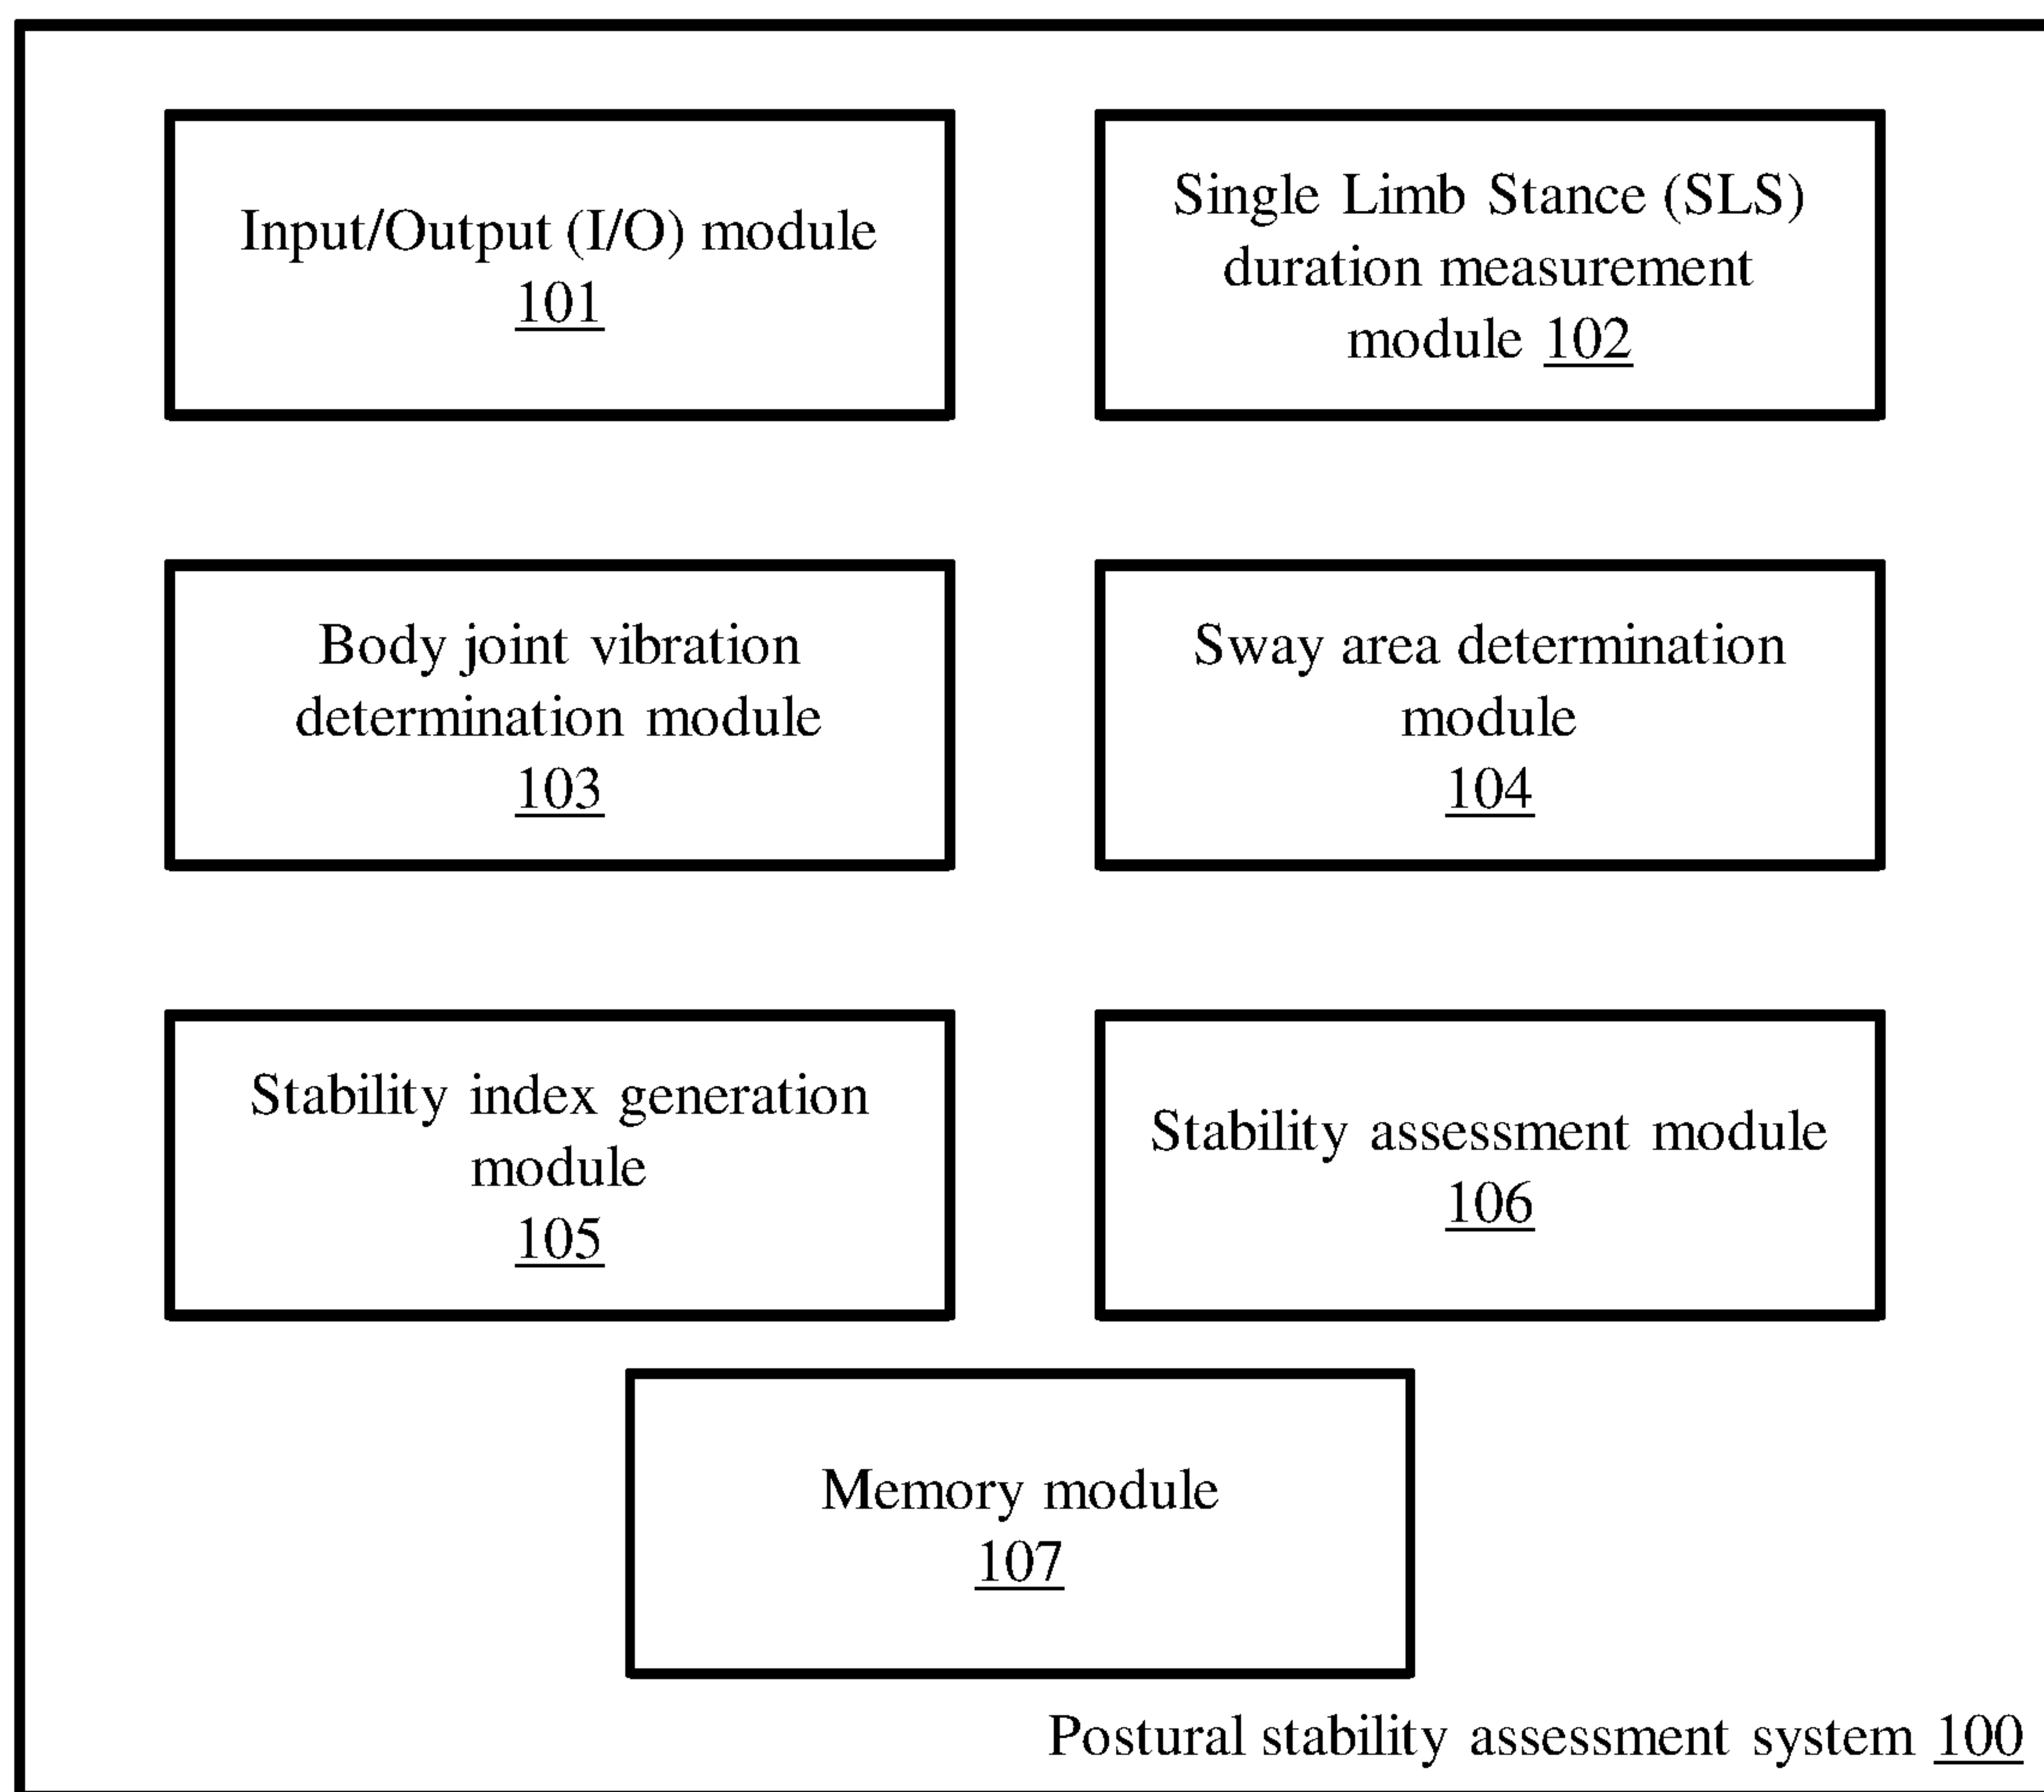 Input/Output (I/O) module
101
Single Limb Stance (SLS)
duration measurement
module 102
Body joint vibration
determination module
103
Sway area determination
module
104
Stability index generation
module
105
Stability assessment module
106
Memory module
107
Postural stability assessment system 100